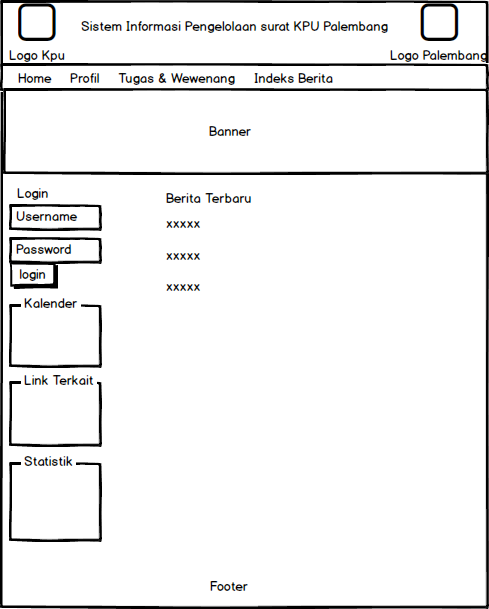 Sistem Informasi Pengelolaan surat KPU Palembang
Logo Kpu
Logo Palembang
Home Profil Tugas & Wewenang Indeks Berita
Banner
Login
Username
Password
login
Berita Terbaru
xxxxx
xxxxx
xxxxx
Kalender
Link Terkait
Statistik
Footer